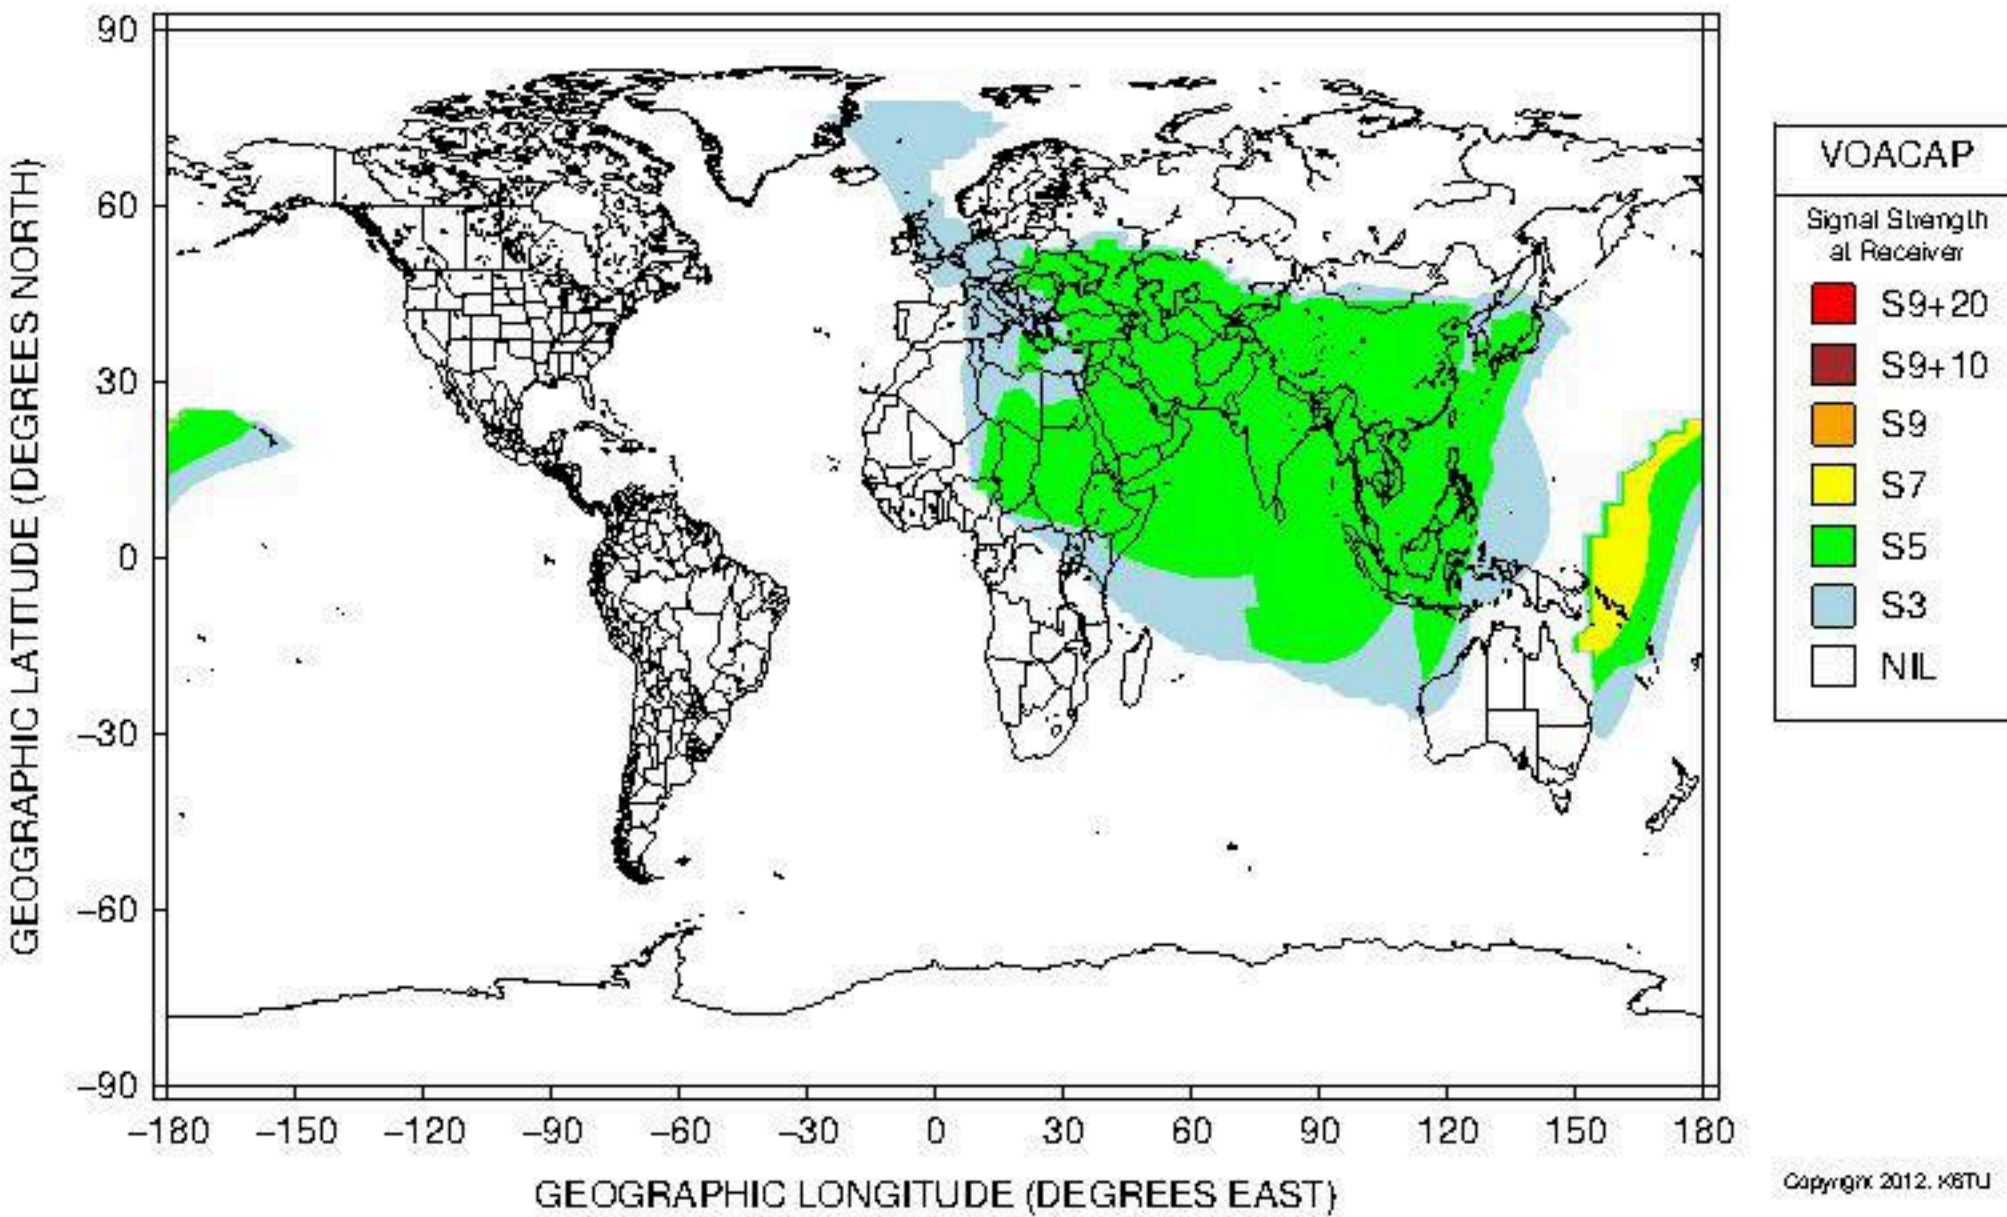 GEOGRAPHIC LATITUDE (DEGREES NORTH)
90
60
30
0
−30
−60
−90
−180 −150 −120 −90 −60 −30 0 30 60 90 120 150 180
GEOGRAPHIC LONGITUDE (DEGREES EAST)
VOACAP
Signal Strength
at Receiver
S9+20
S9+10
S9
S7
S5
S3
NIL
Copyright 2012. K6TU